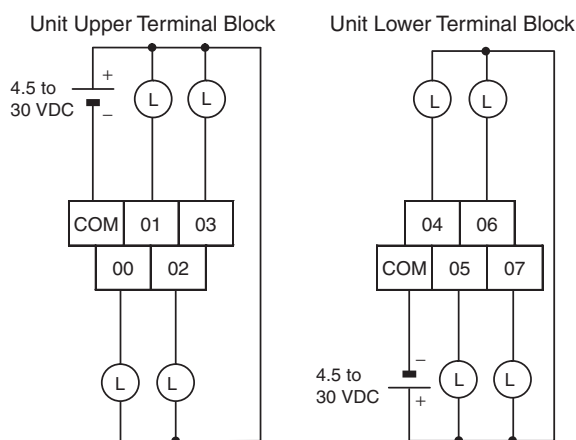 Unit Upper Terminal Block
Unit Lower Terminal Block
4.5 to
30 VDC
+
−
L
L
COM
01
03
00
02
L
L
L
L
04
06
COM
05
07
4.5 to
30 VDC
−
+
L
L